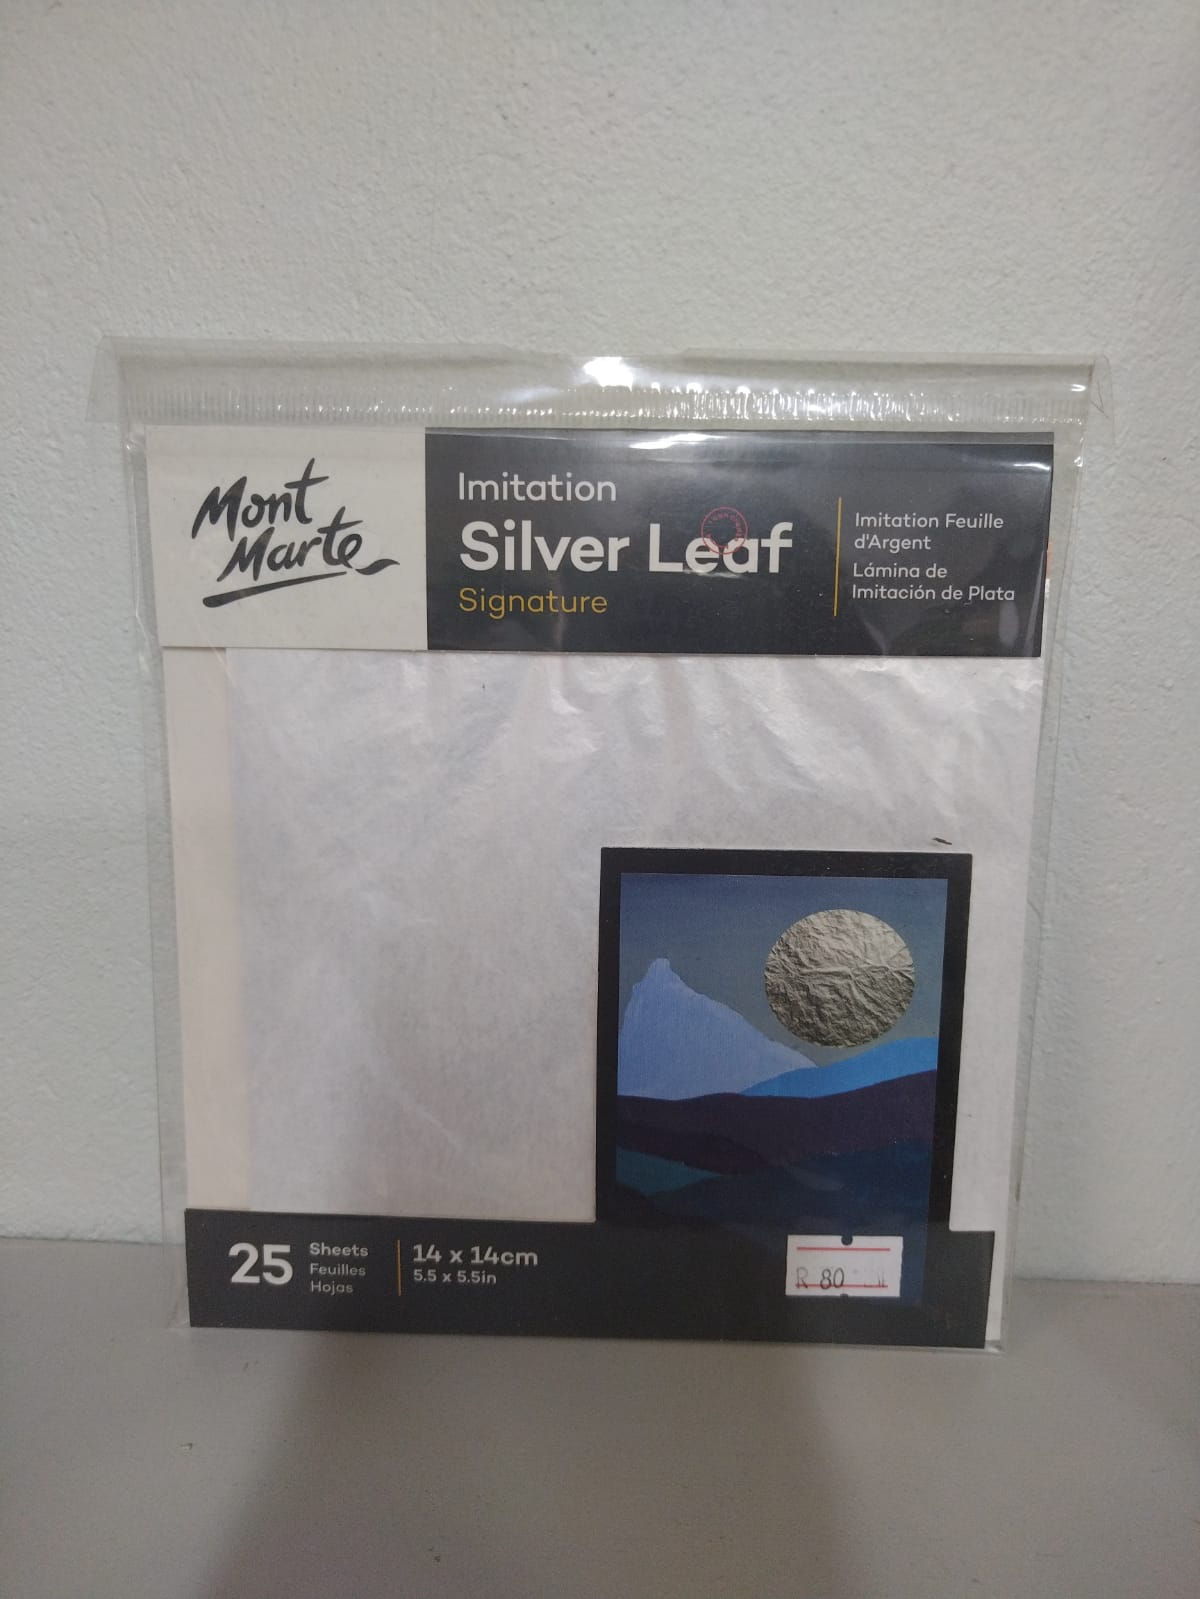 Mont
Marte
Imitation
Silver Leaf
Signature
Imitation Feuille
d'Argent
Lámina de
Imitación de Plata
25
Sheets
Feuilles
Hojas
14 x 14cm
5.5 x 5.5in
R 80